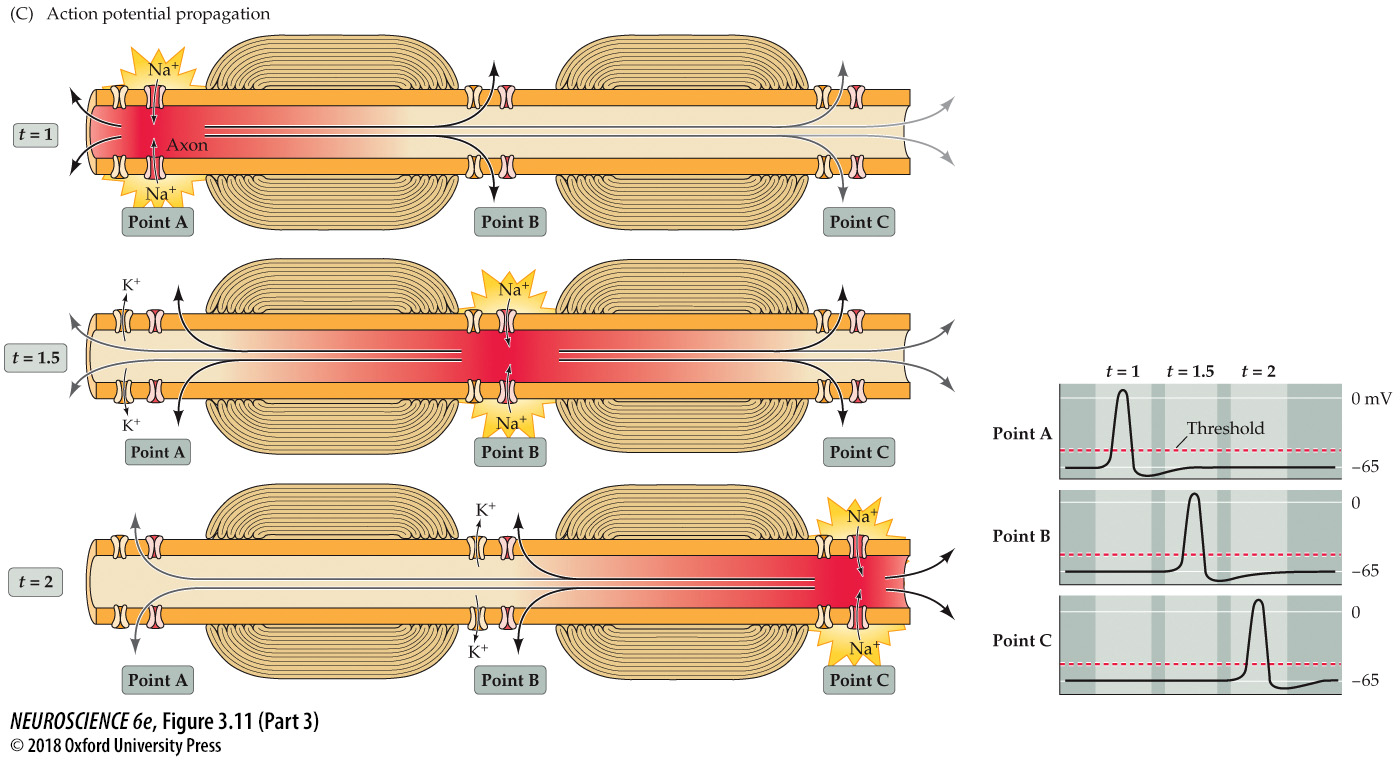 (C) Action potential propagation
Na+
t = 1
Axon
Na+
Point A
Point B
Point C
K+
Na+
t = 1.5
K+
Na+
Point A
Point B
Point C
K+
Na+
t = 2
K+
Na+
Point A
Point B
Point C
t = 1 t = 1.5 t = 2
0 mV
Point A
Threshold
–65
0
Point B
–65
0
Point C
–65
NEUROSCIENCE 6e, Figure 3.11 (Part 3)
© 2018 Oxford University Press